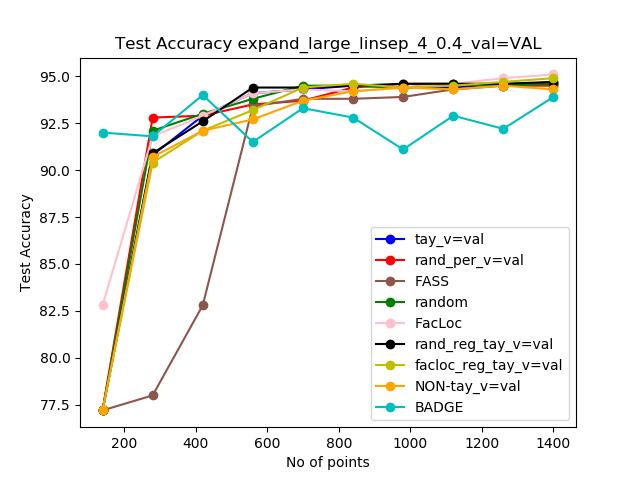 Test Accuracy expand_large_linsep_4_0.4_val=VAL
Test Accuracy
95.0
92.5
90.0
87.5
85.0
82.5
80.0
77.5
tay_v=val
rand_per_v=val
FASS
random
FacLoc
rand_reg_tay_v=val
facloc_reg_tay_v=val
NON-tay_v=val
BADGE
200 400 600 800 1000 1200 1400
No of points